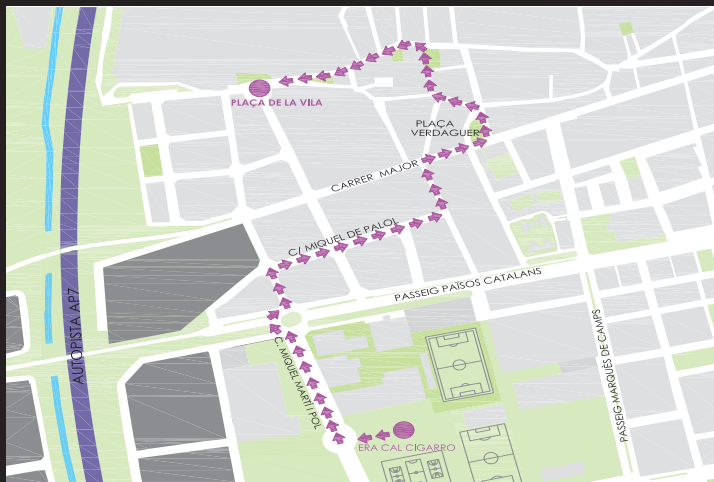 PLAÇA DE LA VILA
PLAÇA
VERDAGUER
CARRER MAJOR
C/ MIQUEL DE PALOL
PASSEIG PAÏSOS CATALANS
AUTOPISTA AP7
C. MIQUEL MARTÍ I POL
PASSEIG MARQUÈS DE CAMPS
ERA CAL CIGARRO